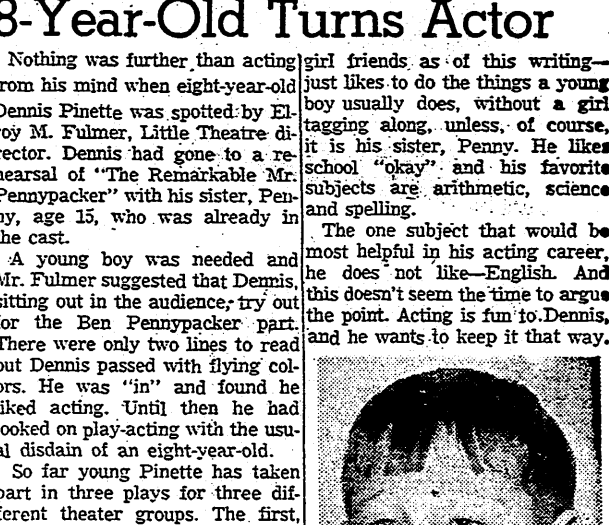 8-Year-Old Turns Actor
Nothing was further than acting
rom his mind when eight-year-old
Dennis Pinette was spotted by El-
roy M. Fulmer, Little Theatre di-
rector. Dennis had gone to a re-
hearsal of "The Remarkable Mr.
Pennypacker" with his sister, Pen-
ny, age 15, who was already in
he cast.
A young boy was needed and
Mr. Fulmer suggested that Dennis,
sitting out in the audience, try out
or the Ben Pennypacker part.
There were only two lines to read
but Dennis passed with flying col-
ors. He was "in" and found he
iked acting. Until then he had
ooked on play-acting with the usu-
al disdain of an eight-year-old.
So far young Pinette has taken
part in three plays for three dif-
ferent theater groups. The first,
girl friends as of this writing—
just likes to do the things a young
boy usually does, without a girl
tagging along, unless, of course,
it is his sister, Penny. He likes
school "okay" and his favorite
subjects are arithmetic, science
and spelling.
The one subject that would be
most helpful in his acting career,
he does not like—English. And
this doesn't seem the time to argue
the point. Acting is fun to Dennis,
and he wants to keep it that way.